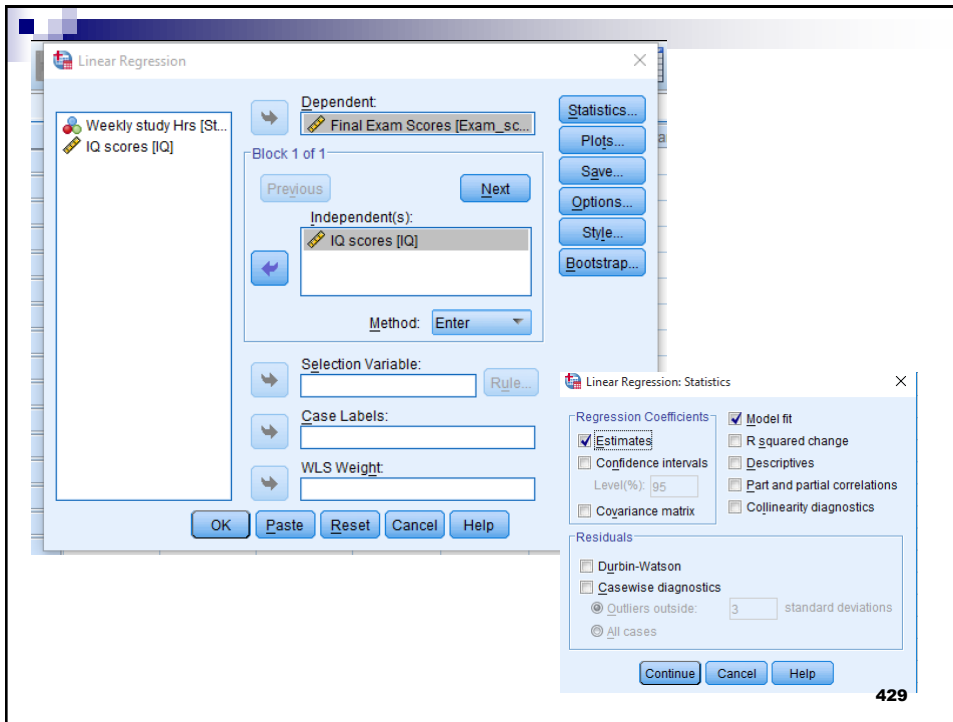 Linear Regression
Weekly study Hrs [St...
IQ scores [IQ]
Dependent:
Final Exam Scores [Exam_sc...
Block 1 of 1
Previous
Next
Independent(s):
IQ scores [IQ]
Method: Enter
Selection Variable:
Rule...
Case Labels:
WLS Weight:
Statistics...
Plots...
Save...
Options...
Style...
Bootstrap...
OK Paste Reset Cancel Help
Linear Regression: Statistics
Regression Coefficients
Estimates
Confidence intervals
Level(%): 95
Covariance matrix
Model fit
R squared change
Descriptives
Part and partial correlations
Collinearity diagnostics
Residuals
Durbin-Watson
Casewise diagnostics
Outliers outside: 3 standard deviations
All cases
Continue Cancel Help
429